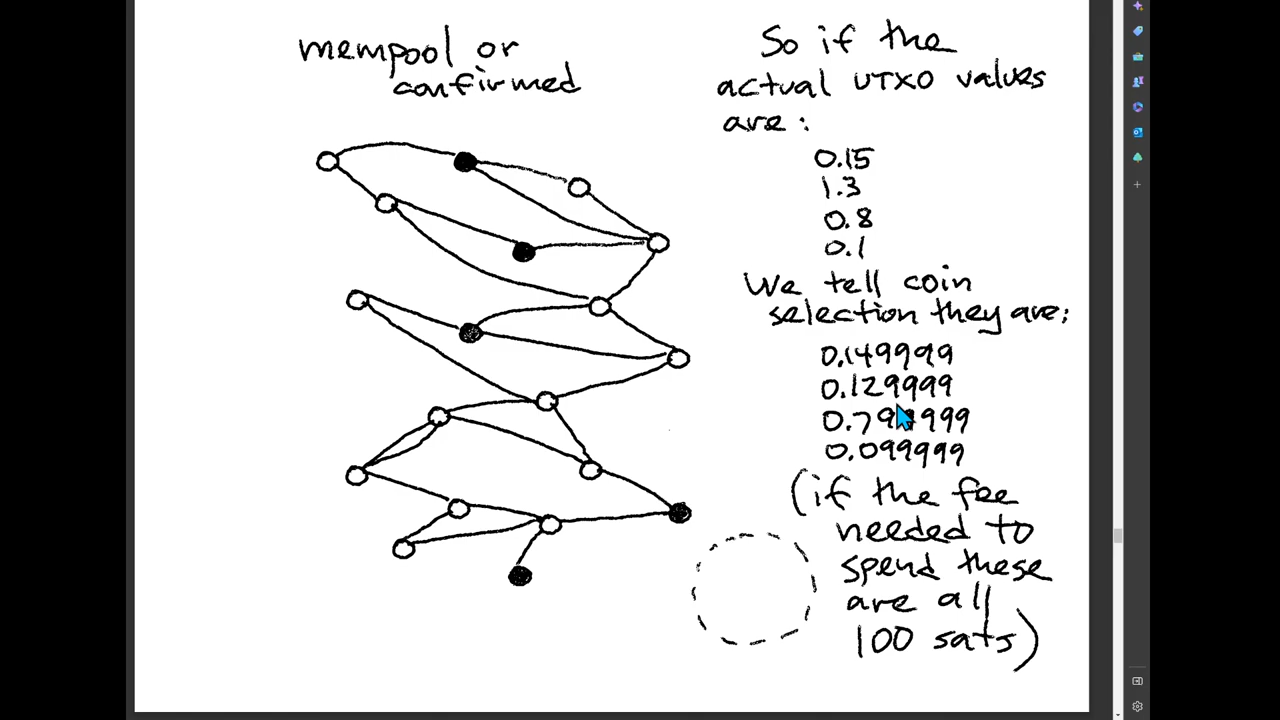 mempool or
confirmed
So if the
actual UTXO values
are:
0.15
1.3
0.8
0.1
We tell coin
selection they are:
0.149999
0.129999
0.799999
0.099999
(if the fee
needed to
spend these
are all
100 sats)